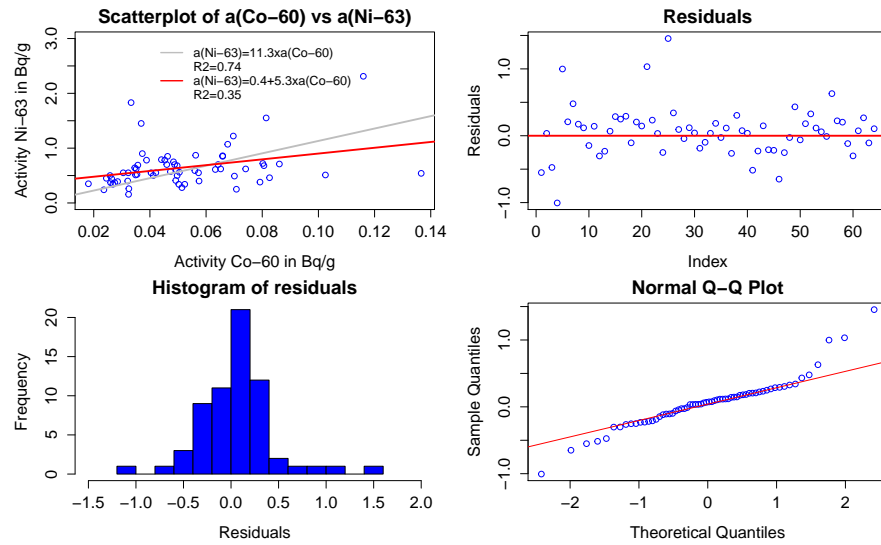 Scatterplot of a(Co−60) vs a(Ni−63)
Activity Ni−63 in Bq/g
3.0
2.0
1.0
0.0
a(Ni−63)=11.3xa(Co−60)
R2=0.74
a(Ni−63)=0.4+5.3xa(Co−60)
R2=0.35
0.02 0.04 0.06 0.08 0.10 0.12 0.14
Activity Co−60 in Bq/g
Residuals
Residuals
1.0
0.0
−1.0
0 10 20 30 40 50 60
Index
Histogram of residuals
Frequency
20
15
10
5
0
−1.5 −1.0 −0.5 0.0 0.5 1.0 1.5 2.0
Residuals
Normal Q−Q Plot
Sample Quantiles
1.0
0.0
−1.0
−2 −1 0 1 2
Theoretical Quantiles